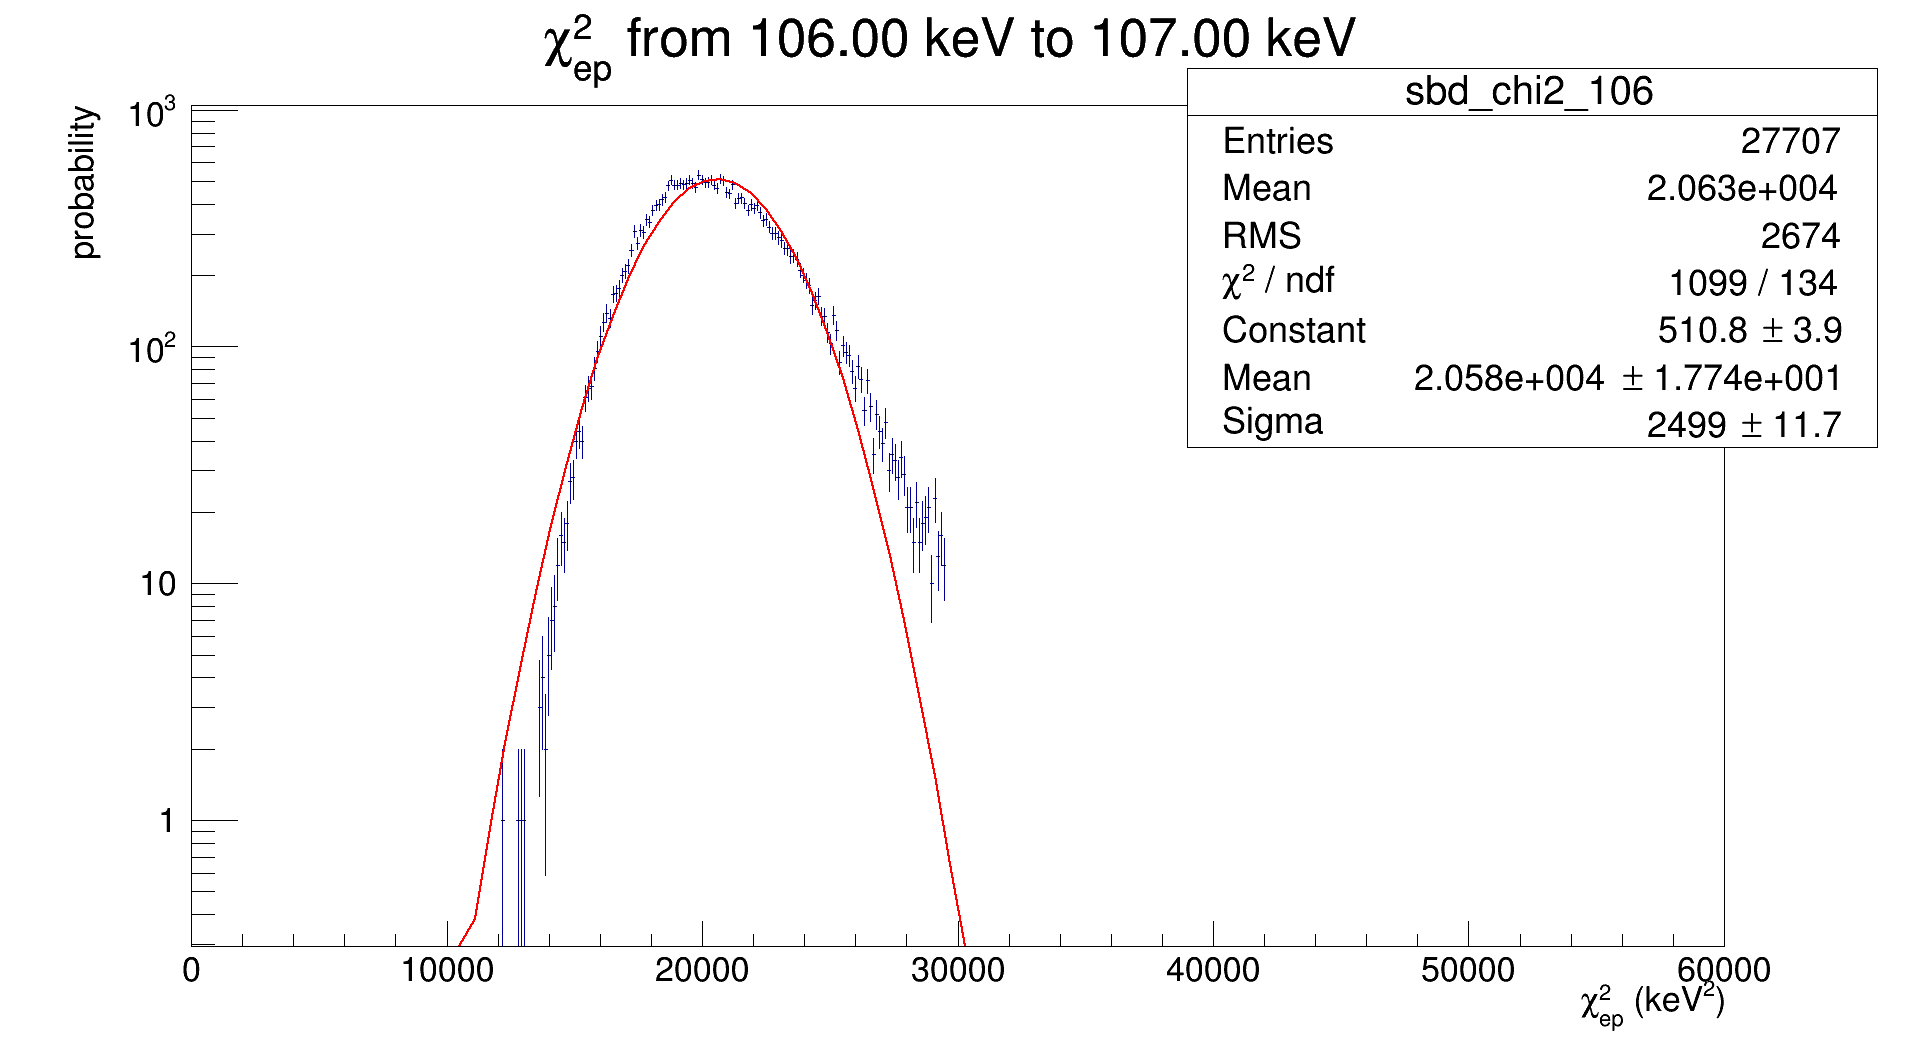 χ²ep from 106.00 keV to 107.00 keV
sbd_chi2_106
Entries 27707
Mean 2.063e+004
RMS 2674
χ² / ndf 1099 / 134
Constant 510.8 ± 3.9
Mean 2.058e+004 ± 1.774e+001
Sigma 2499 ± 11.7
probability
10³
10²
10
1
0 10000 20000 30000 40000 50000 60000
χ²ep (keV²)